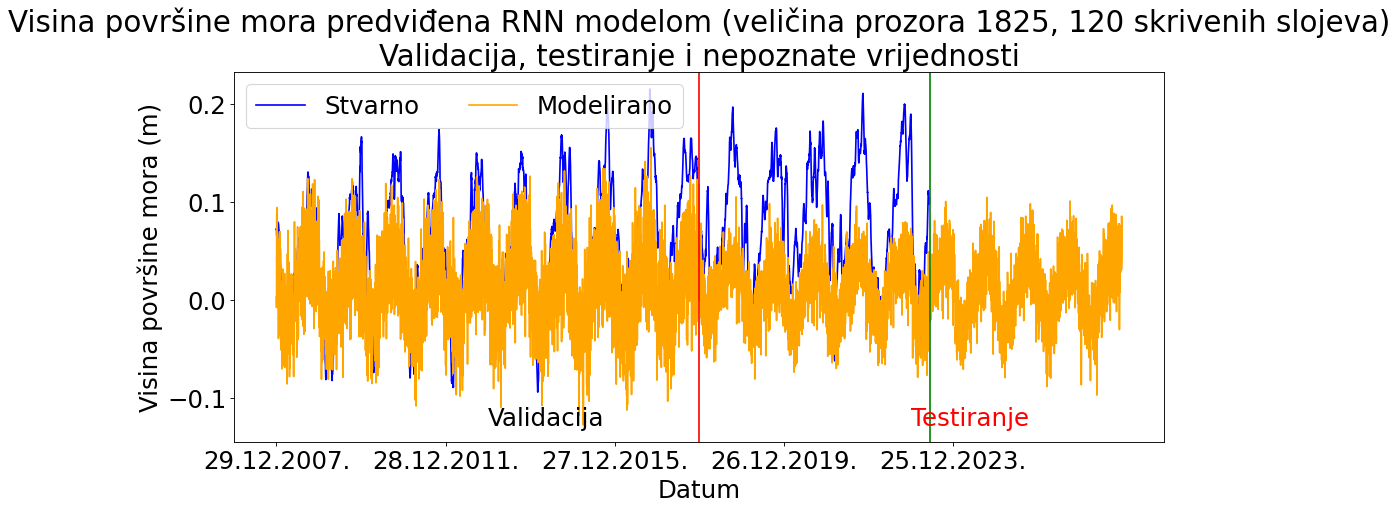 Visina površine mora predviđena RNN modelom (veličina prozora 1825, 120 skrivenih slojeva)
Validacija, testiranje i nepoznate vrijednosti
Stvarno
Modelirano
Visina površine mora (m)
0.2
0.1
0.0
−0.1
Validacija
Testiranje
29.12.2007.
28.12.2011.
27.12.2015.
26.12.2019.
25.12.2023.
Datum